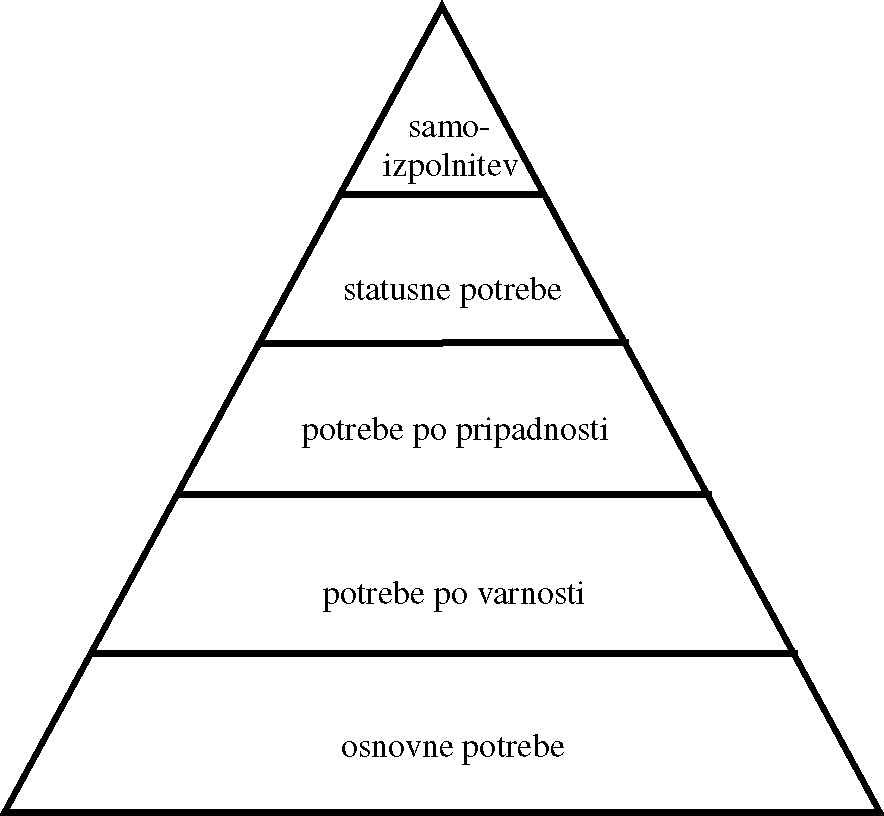 samo-
izpolnitev
statusne potrebe
potrebe po pripadnosti
potrebe po varnosti
osnovne potrebe